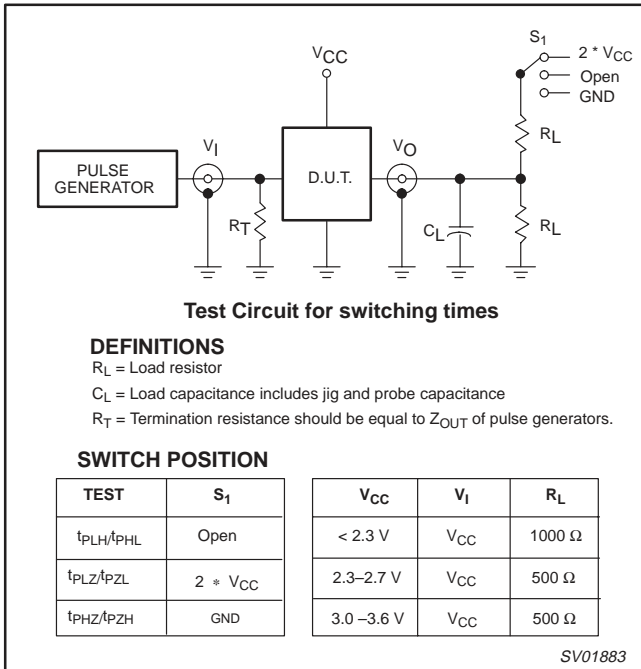 S1
2 * VCC
Open
GND
VCC
RL
VI
VO
PULSE GENERATOR
D.U.T.
RT
CL
RL
Test Circuit for switching times
DEFINITIONS
RL = Load resistor
CL = Load capacitance includes jig and probe capacitance
RT = Termination resistance should be equal to ZOUT of pulse generators.
SWITCH POSITION
TEST S1
tPLH/tPHL Open
tPLZ/tPZL 2 * VCC
tPHZ/tPZH GND
VCC VI RL
< 2.3 V VCC 1000 Ω
2.3–2.7 V VCC 500 Ω
3.0 –3.6 V VCC 500 Ω
SV01883